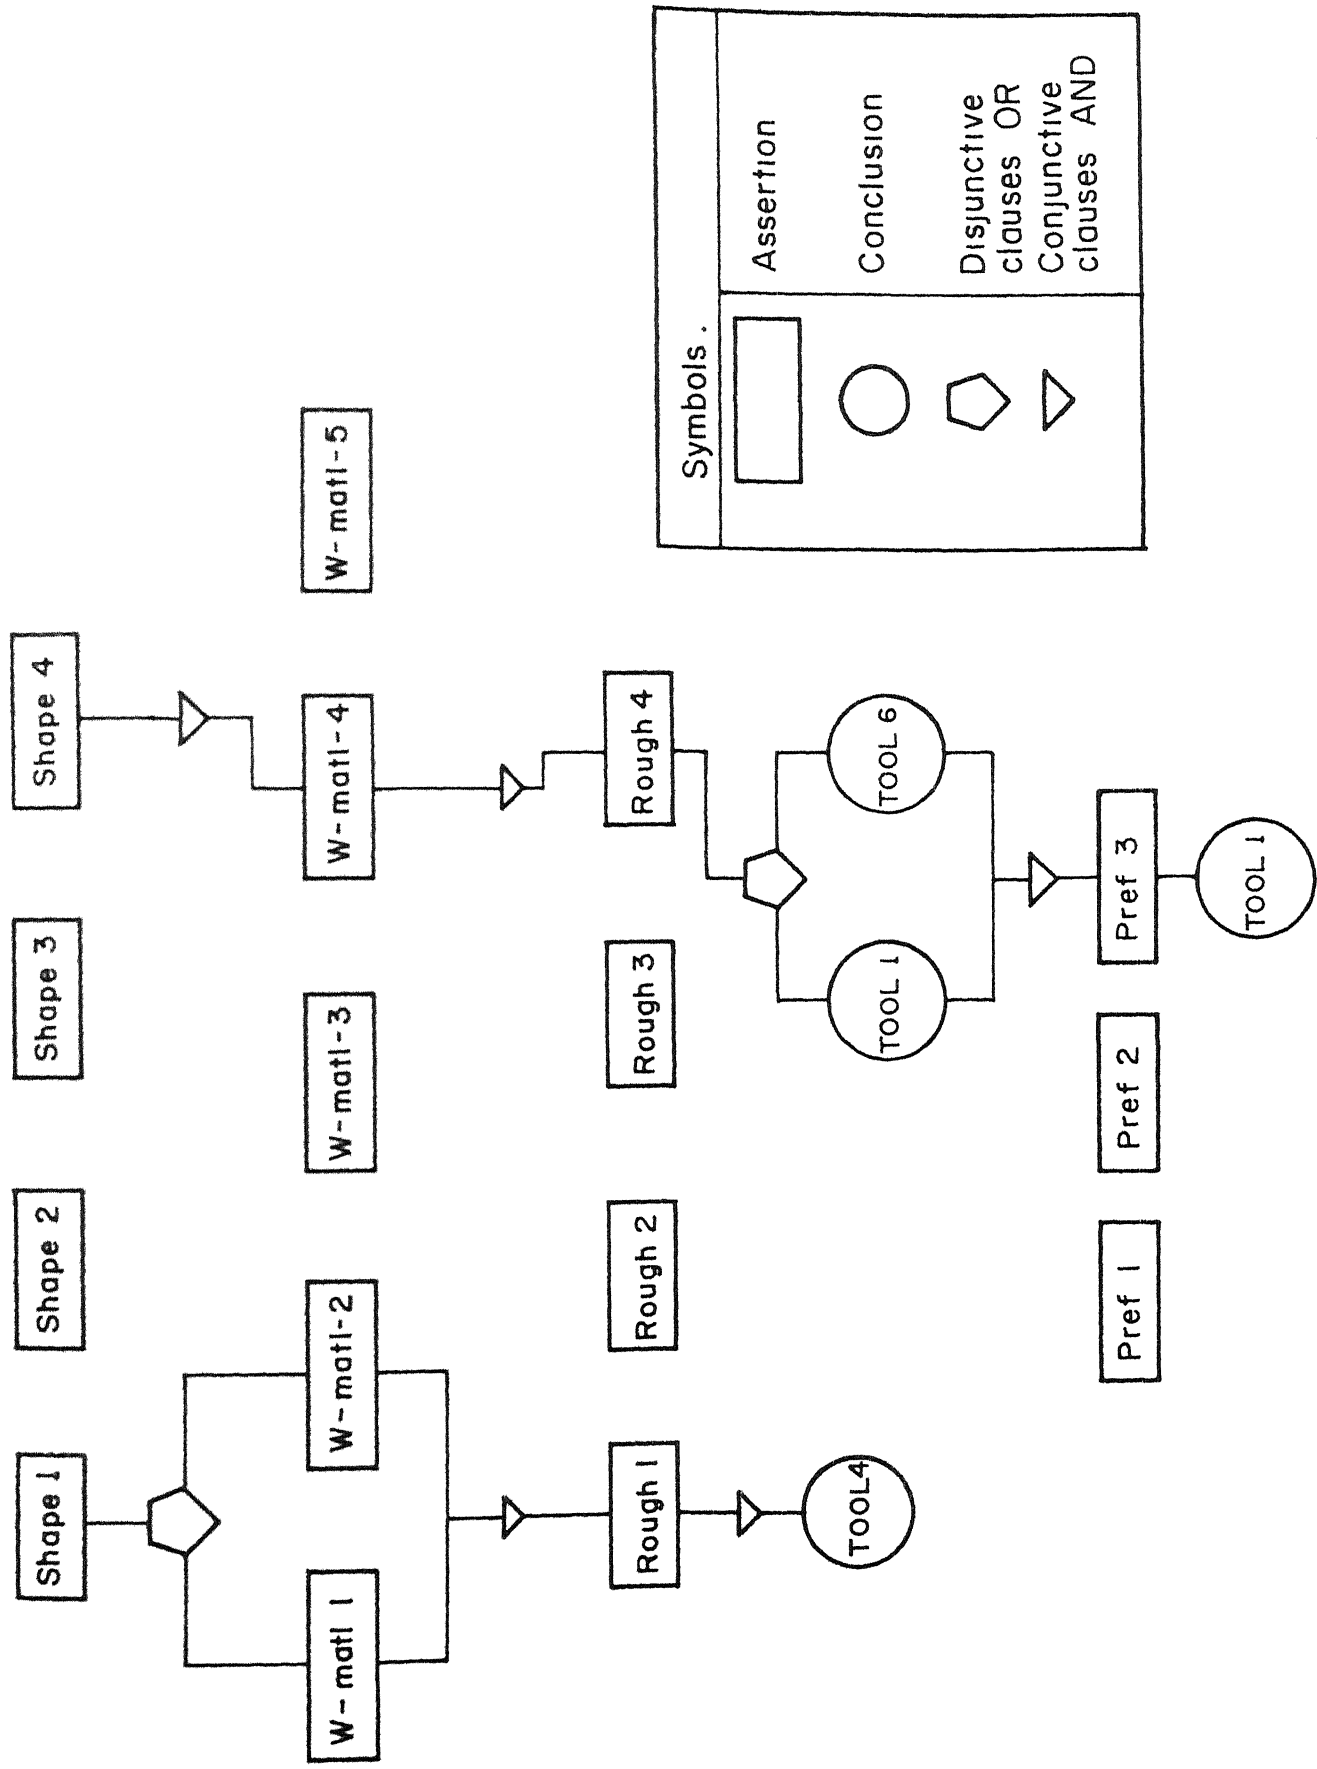 Shape 1
Shape 2
Shape 3
Shape 4
W-matl 1
W-matl-2
W-matl-3
W-matl-4
W-matl-5
Rough 1
Rough 2
Rough 3
Rough 4
TOOL4
TOOL 1
TOOL 6
Pref 1
Pref 2
Pref 3
TOOL 1
Symbols.
Assertion
Conclusion
Disjunctive
clauses OR
Conjunctive
clauses AND